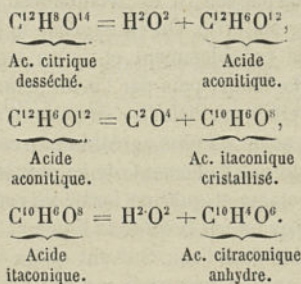 C¹²H⁸O¹⁴ = H²O² + C¹²H⁶O¹²,
Ac. citrique Acide
desséché. aconitique.
C¹²H⁶O¹² = C²O⁴ + C¹⁰H⁶O⁸,
Acide Ac. itaconique
aconitique. cristallisé.
C¹⁰H⁶O⁸ = H²O² + C¹⁰H⁴O⁶.
Acide Ac. citraconique
itaconique. anhydre.